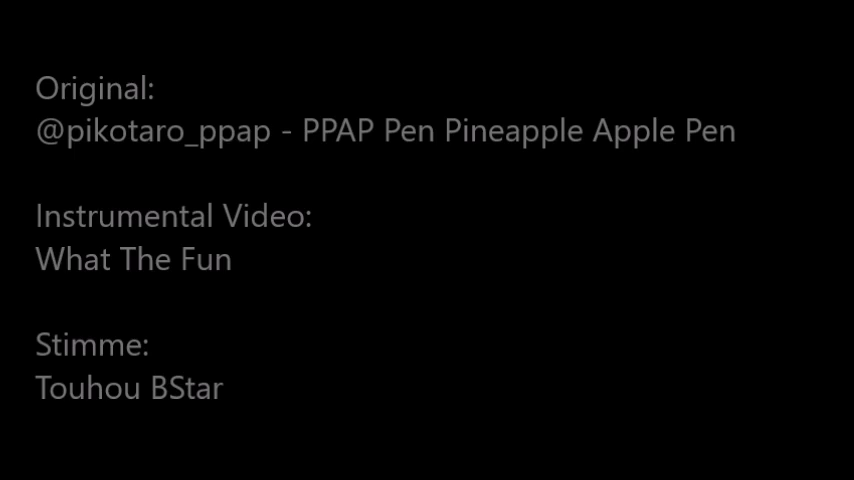 Original:
@pikotaro_ppap - PPAP Pen Pineapple Apple Pen
Instrumental Video:
What The Fun
Stimme:
Touhou BStar